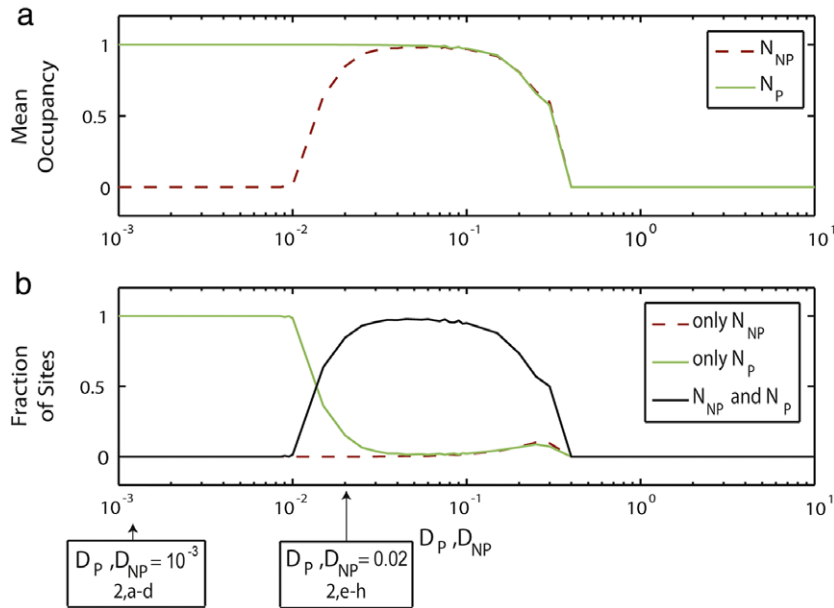 a
Mean
Occupancy
1
0.5
0
N_NP
N_P
10^-3
10^-2
10^-1
10^0
10^1
b
Fraction
of Sites
1
0.5
0
only N_NP
only N_P
N_NP and N_P
10^-3
10^-2
10^-1
10^0
10^1
D_P ,D_NP
D_P ,D_NP = 10^-3
2,a-d
D_P ,D_NP = 0.02
2,e-h